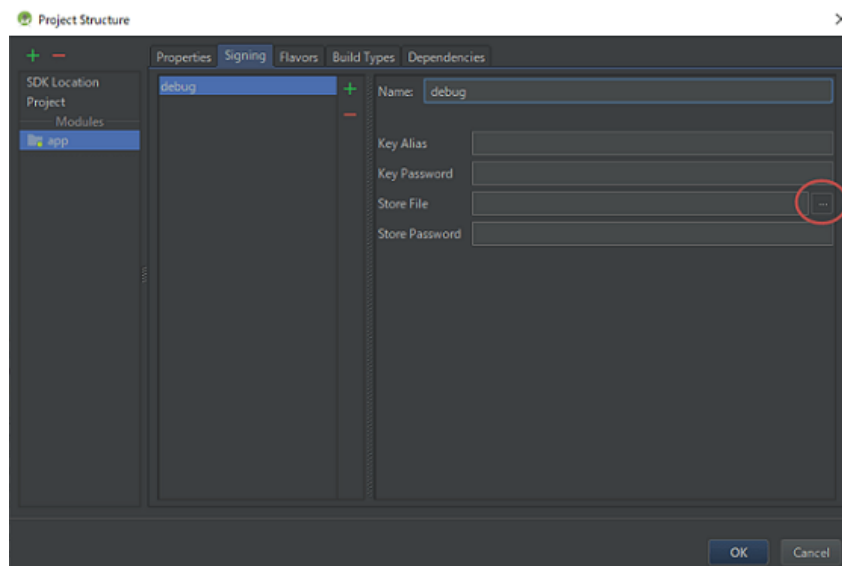 Project Structure
Properties Signing Flavors Build Types Dependencies
SDK Location
Project
Modules
app
debug
Name: debug
Key Alias
Key Password
Store File ...
Store Password
OK Cancel